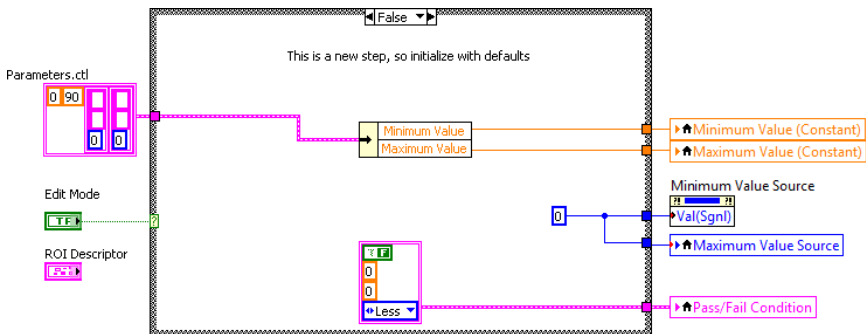 False
This is a new step, so initialize with defaults
Parameters.ctl
0 90
0 0
Minimum Value
Maximum Value
Minimum Value (Constant)
Maximum Value (Constant)
Edit Mode
TF
?
Minimum Value Source
?! ?!
0
Val(Sgnl)
Maximum Value Source
ROI Descriptor
F
0
0
Less
Pass/Fail Condition